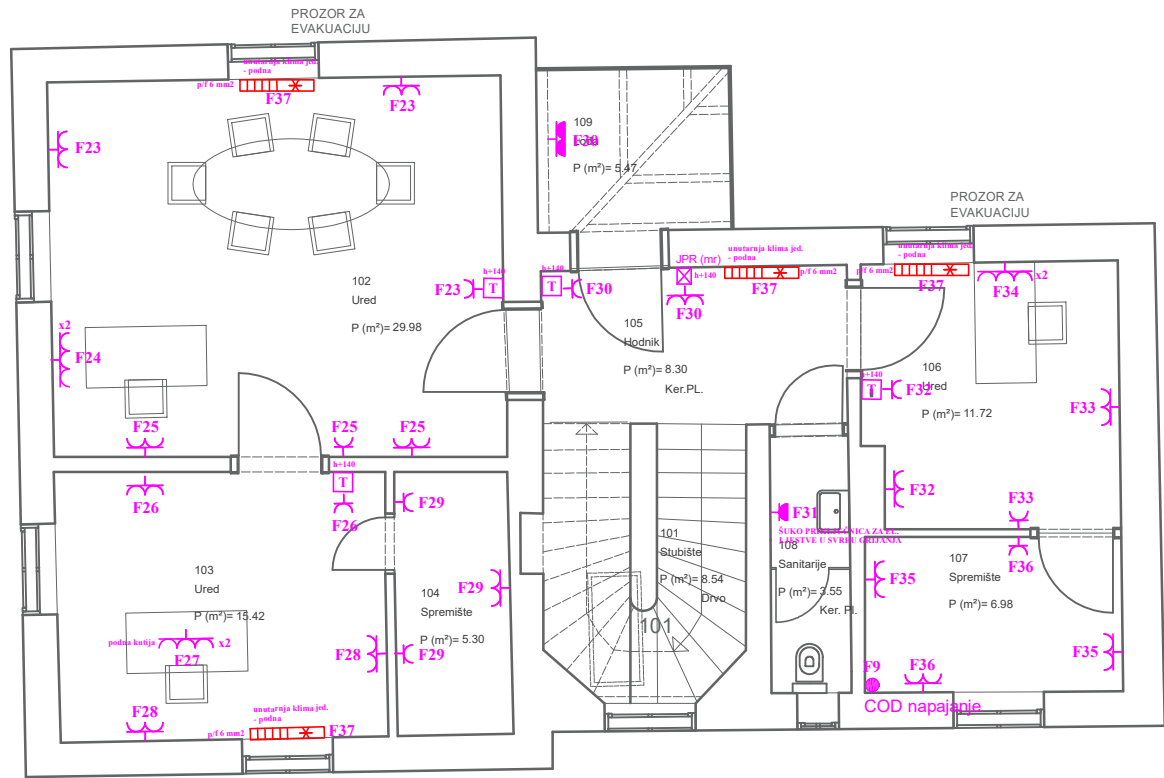 PROZOR ZA
EVAKUACIJU
unutarnja klima jed.
- podna
p/f 6 mm2
F37
F23
F23
109
Lođa
P (m²)= 5.47
PROZOR ZA
EVAKUACIJU
unutarnja klima jed.
- podna
p/f 6 mm2
F37
JPR (mr)
h+140
F30
unutarnja klima jed.
- podna
p/f 6 mm2
F37
x2
F34
h+140
F23
T
h+140
T
F30
102
Ured
P (m²)= 29.98
105
Hodnik
P (m²)= 8.30
Ker.PL.
x2
F24
106
Ured
P (m²)= 11.72
h+140
T
F32
F33
F25
F25
F25
h+140
T
F26
F26
F29
F32
F31
ŠUKO PRIKLJUČNICA ZA EL.
LJESTVE U SVRHU GRIJANJA
F33
F36
101
Stubište
P (m²)= 8.54
Drvo
101
108
Sanitarije
P (m²)= 3.55
Ker. Pl.
107
Spremište
P (m²)= 6.98
F35
103
Ured
P (m²)= 15.42
104
Spremište
P (m²)= 5.30
F29
podna kutija
x2
F27
F28
F29
F35
F9
F36
COD napajanje
F28
unutarnja klima jed.
- podna
p/f 6 mm2
F37